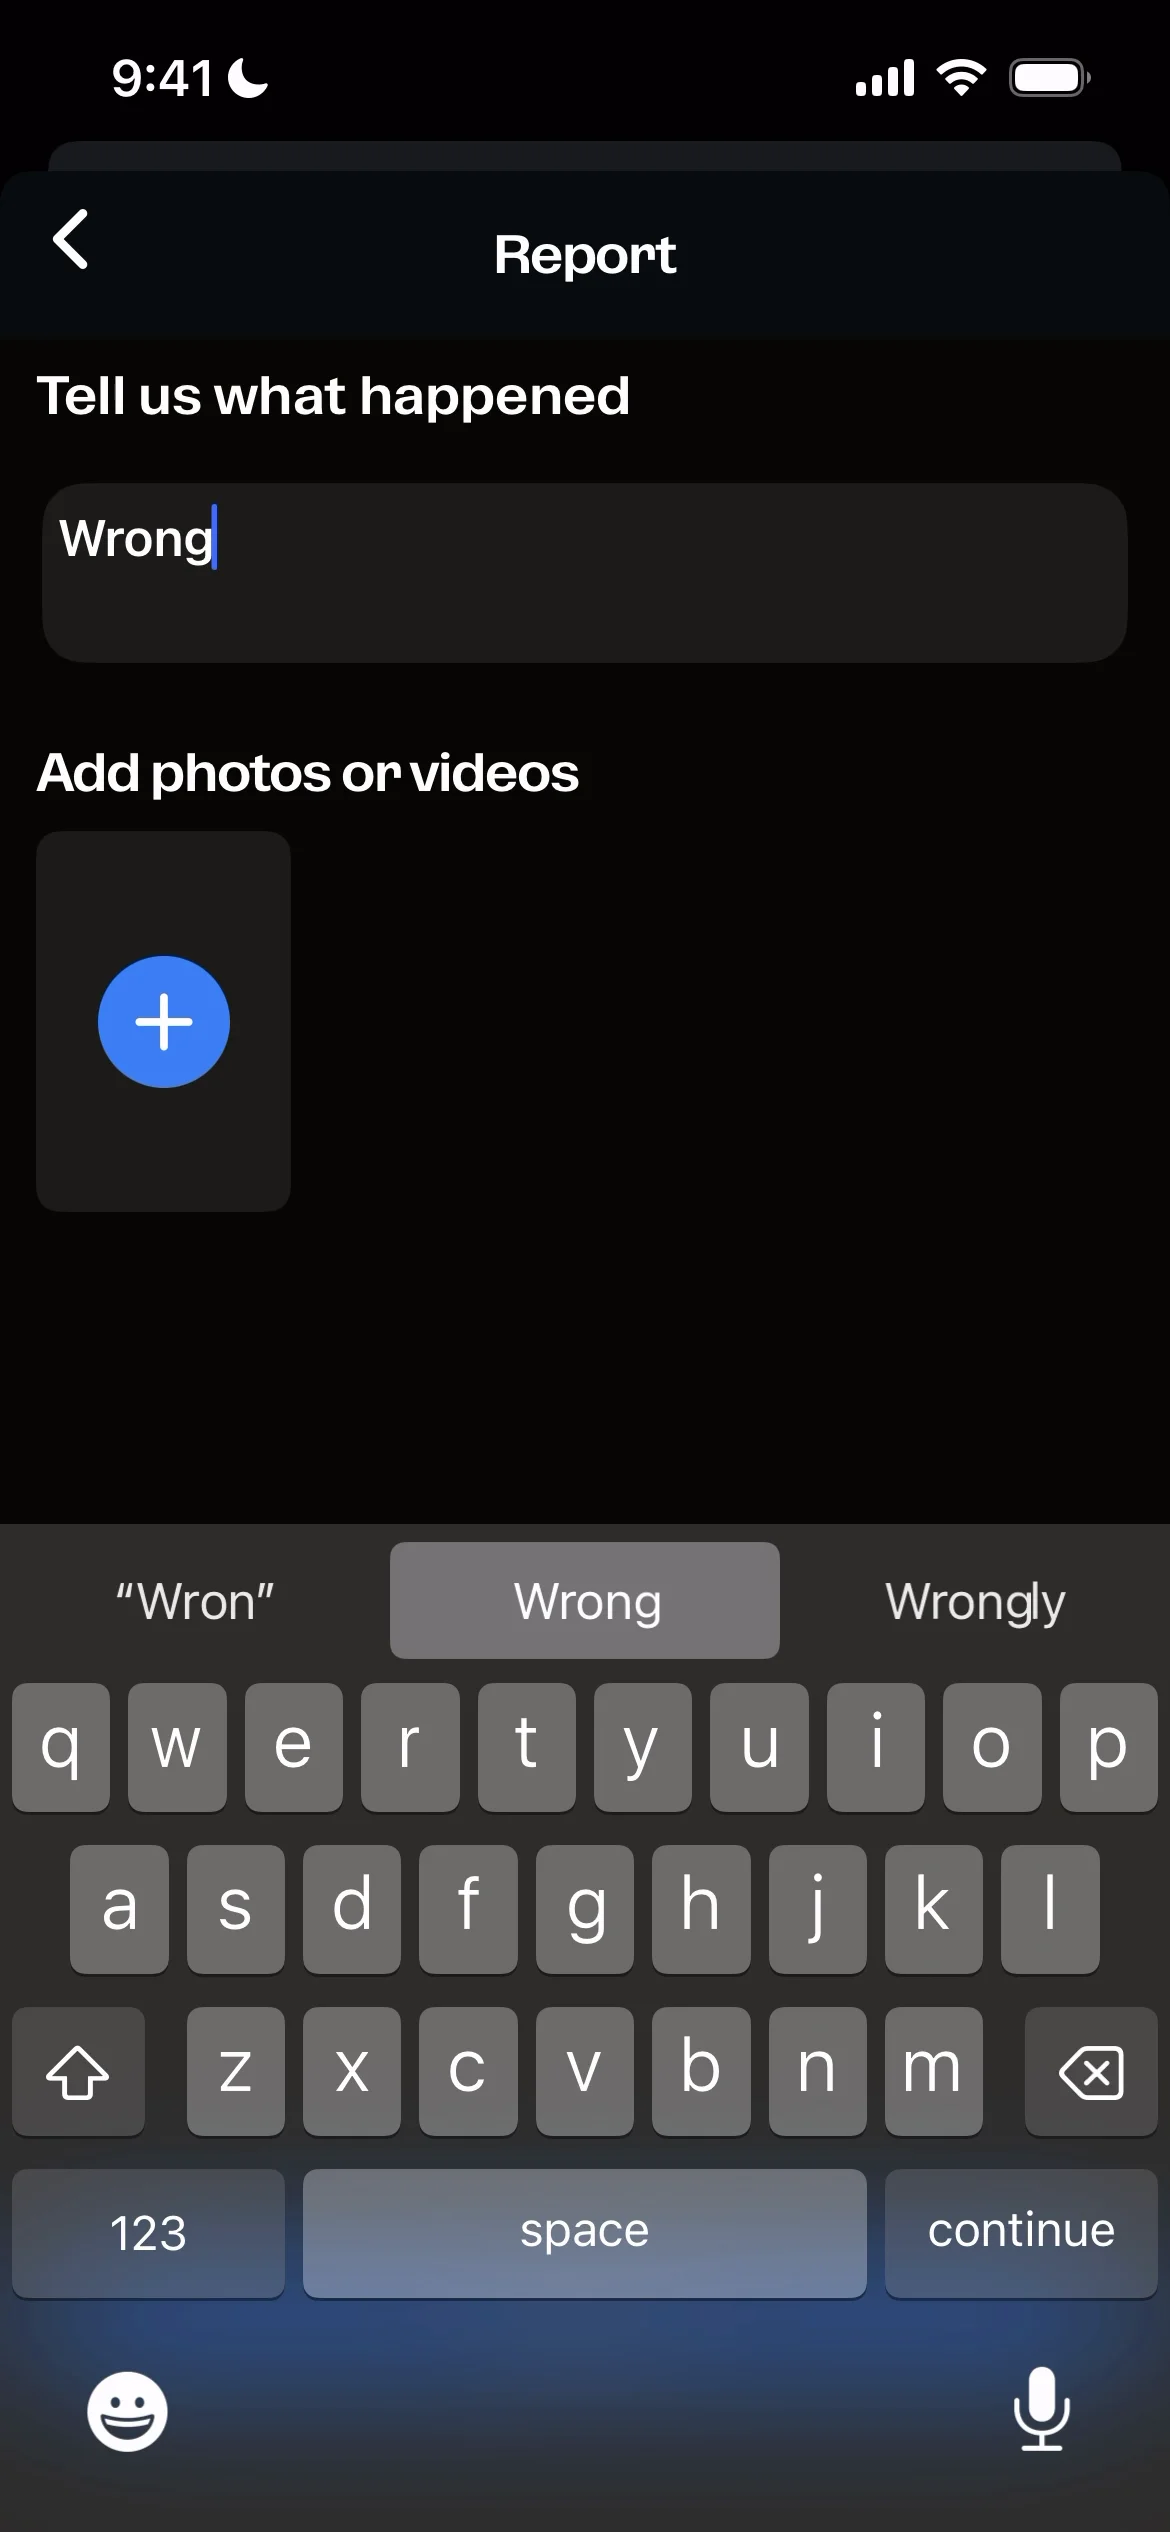 9:41
Report
Tell us what happened
Wrong
Add photos or videos
“Wron” Wrong Wrongly
q w e r t y u i o p
a s d f g h j k l
z x c v b n m
123 space continue